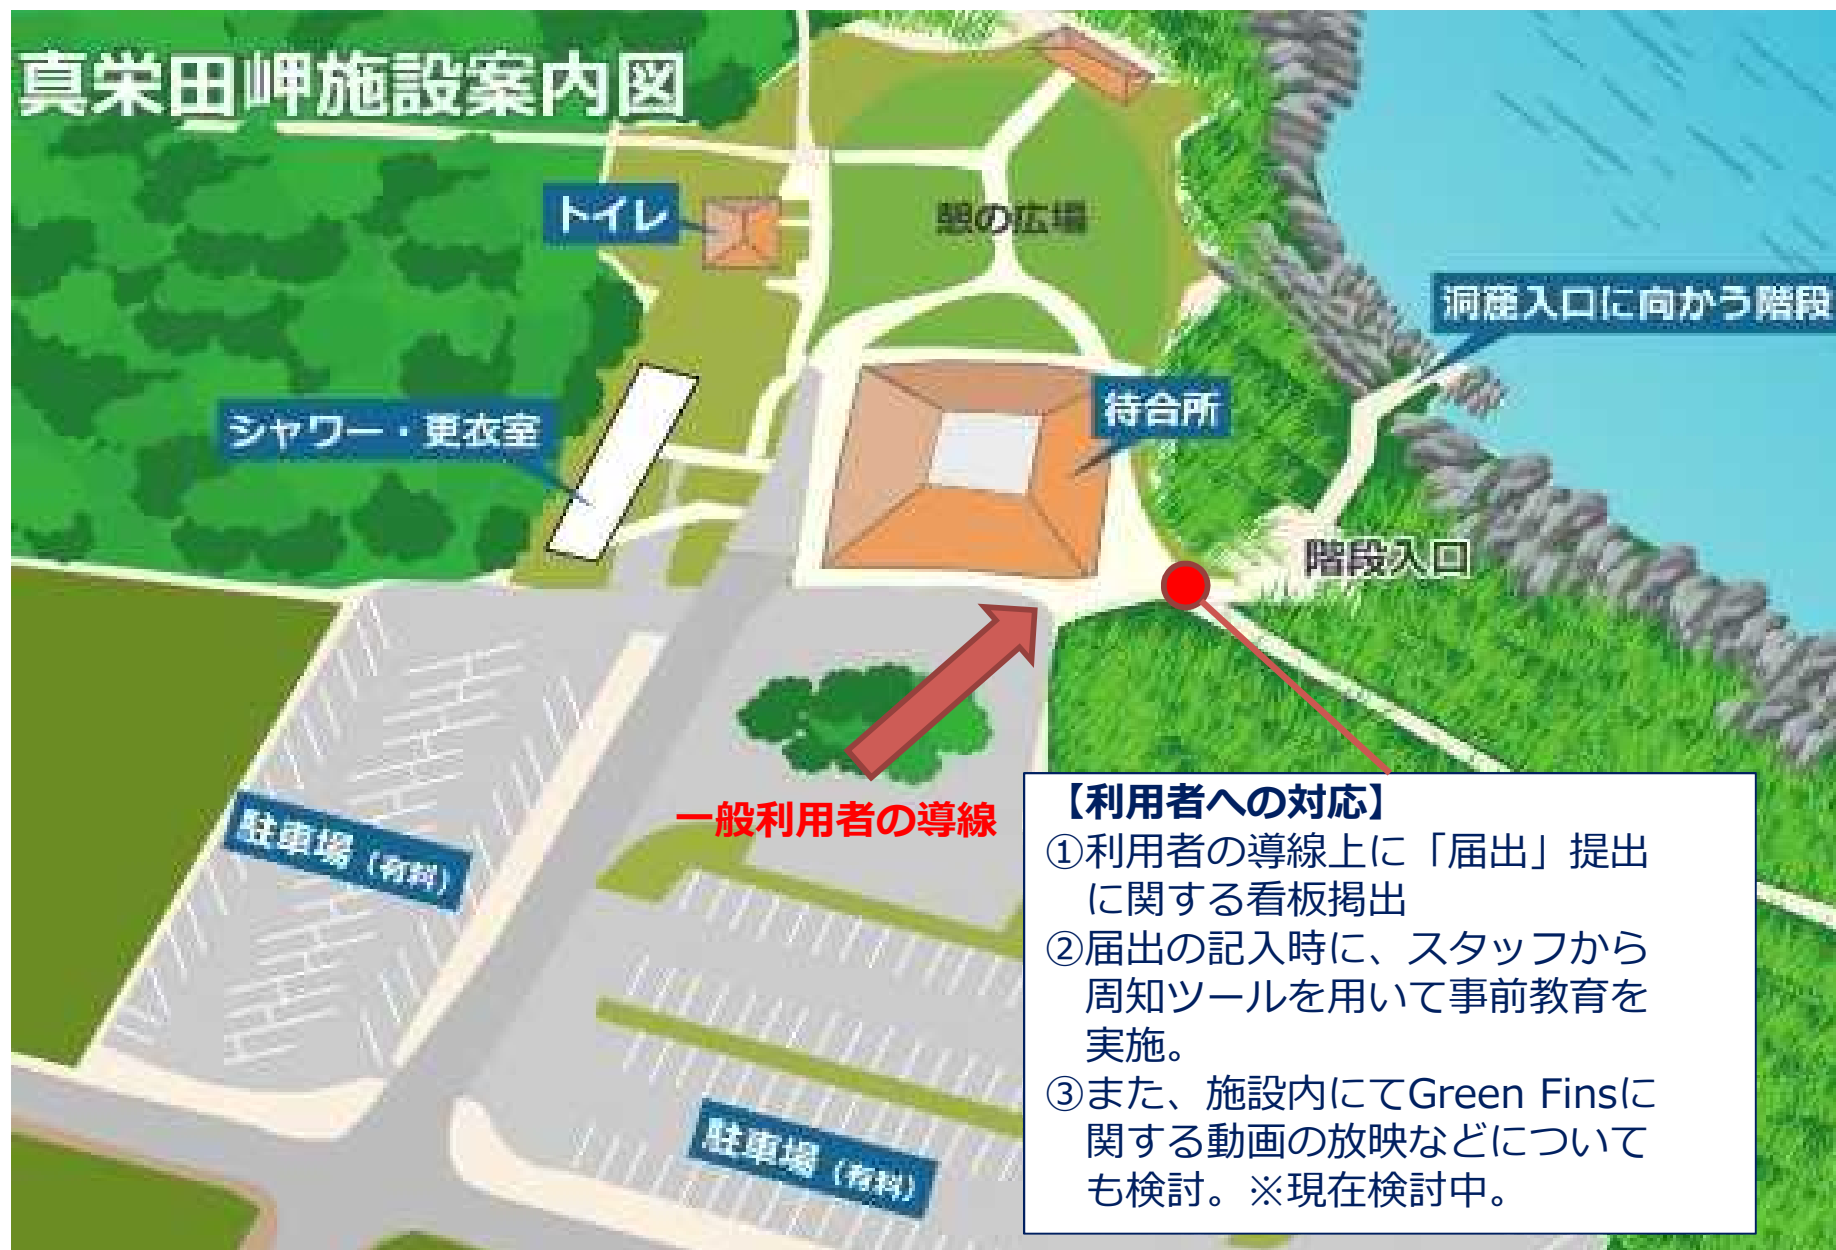 真栄田岬施設案内図
トイレ
憩の広場
洞窟入口に向かう階段
シャワー・更衣室
待合所
階段入口
一般利用者の導線
駐車場（有料）
駐車場（有料）
【利用者への対応】
①利用者の導線上に「届出」提出
に関する看板掲出
②届出の記入時に、スタッフから
周知ツールを用いて事前教育を
実施。
③また、施設内にてGreen Finsに
関する動画の放映などについて
も検討。※現在検討中。